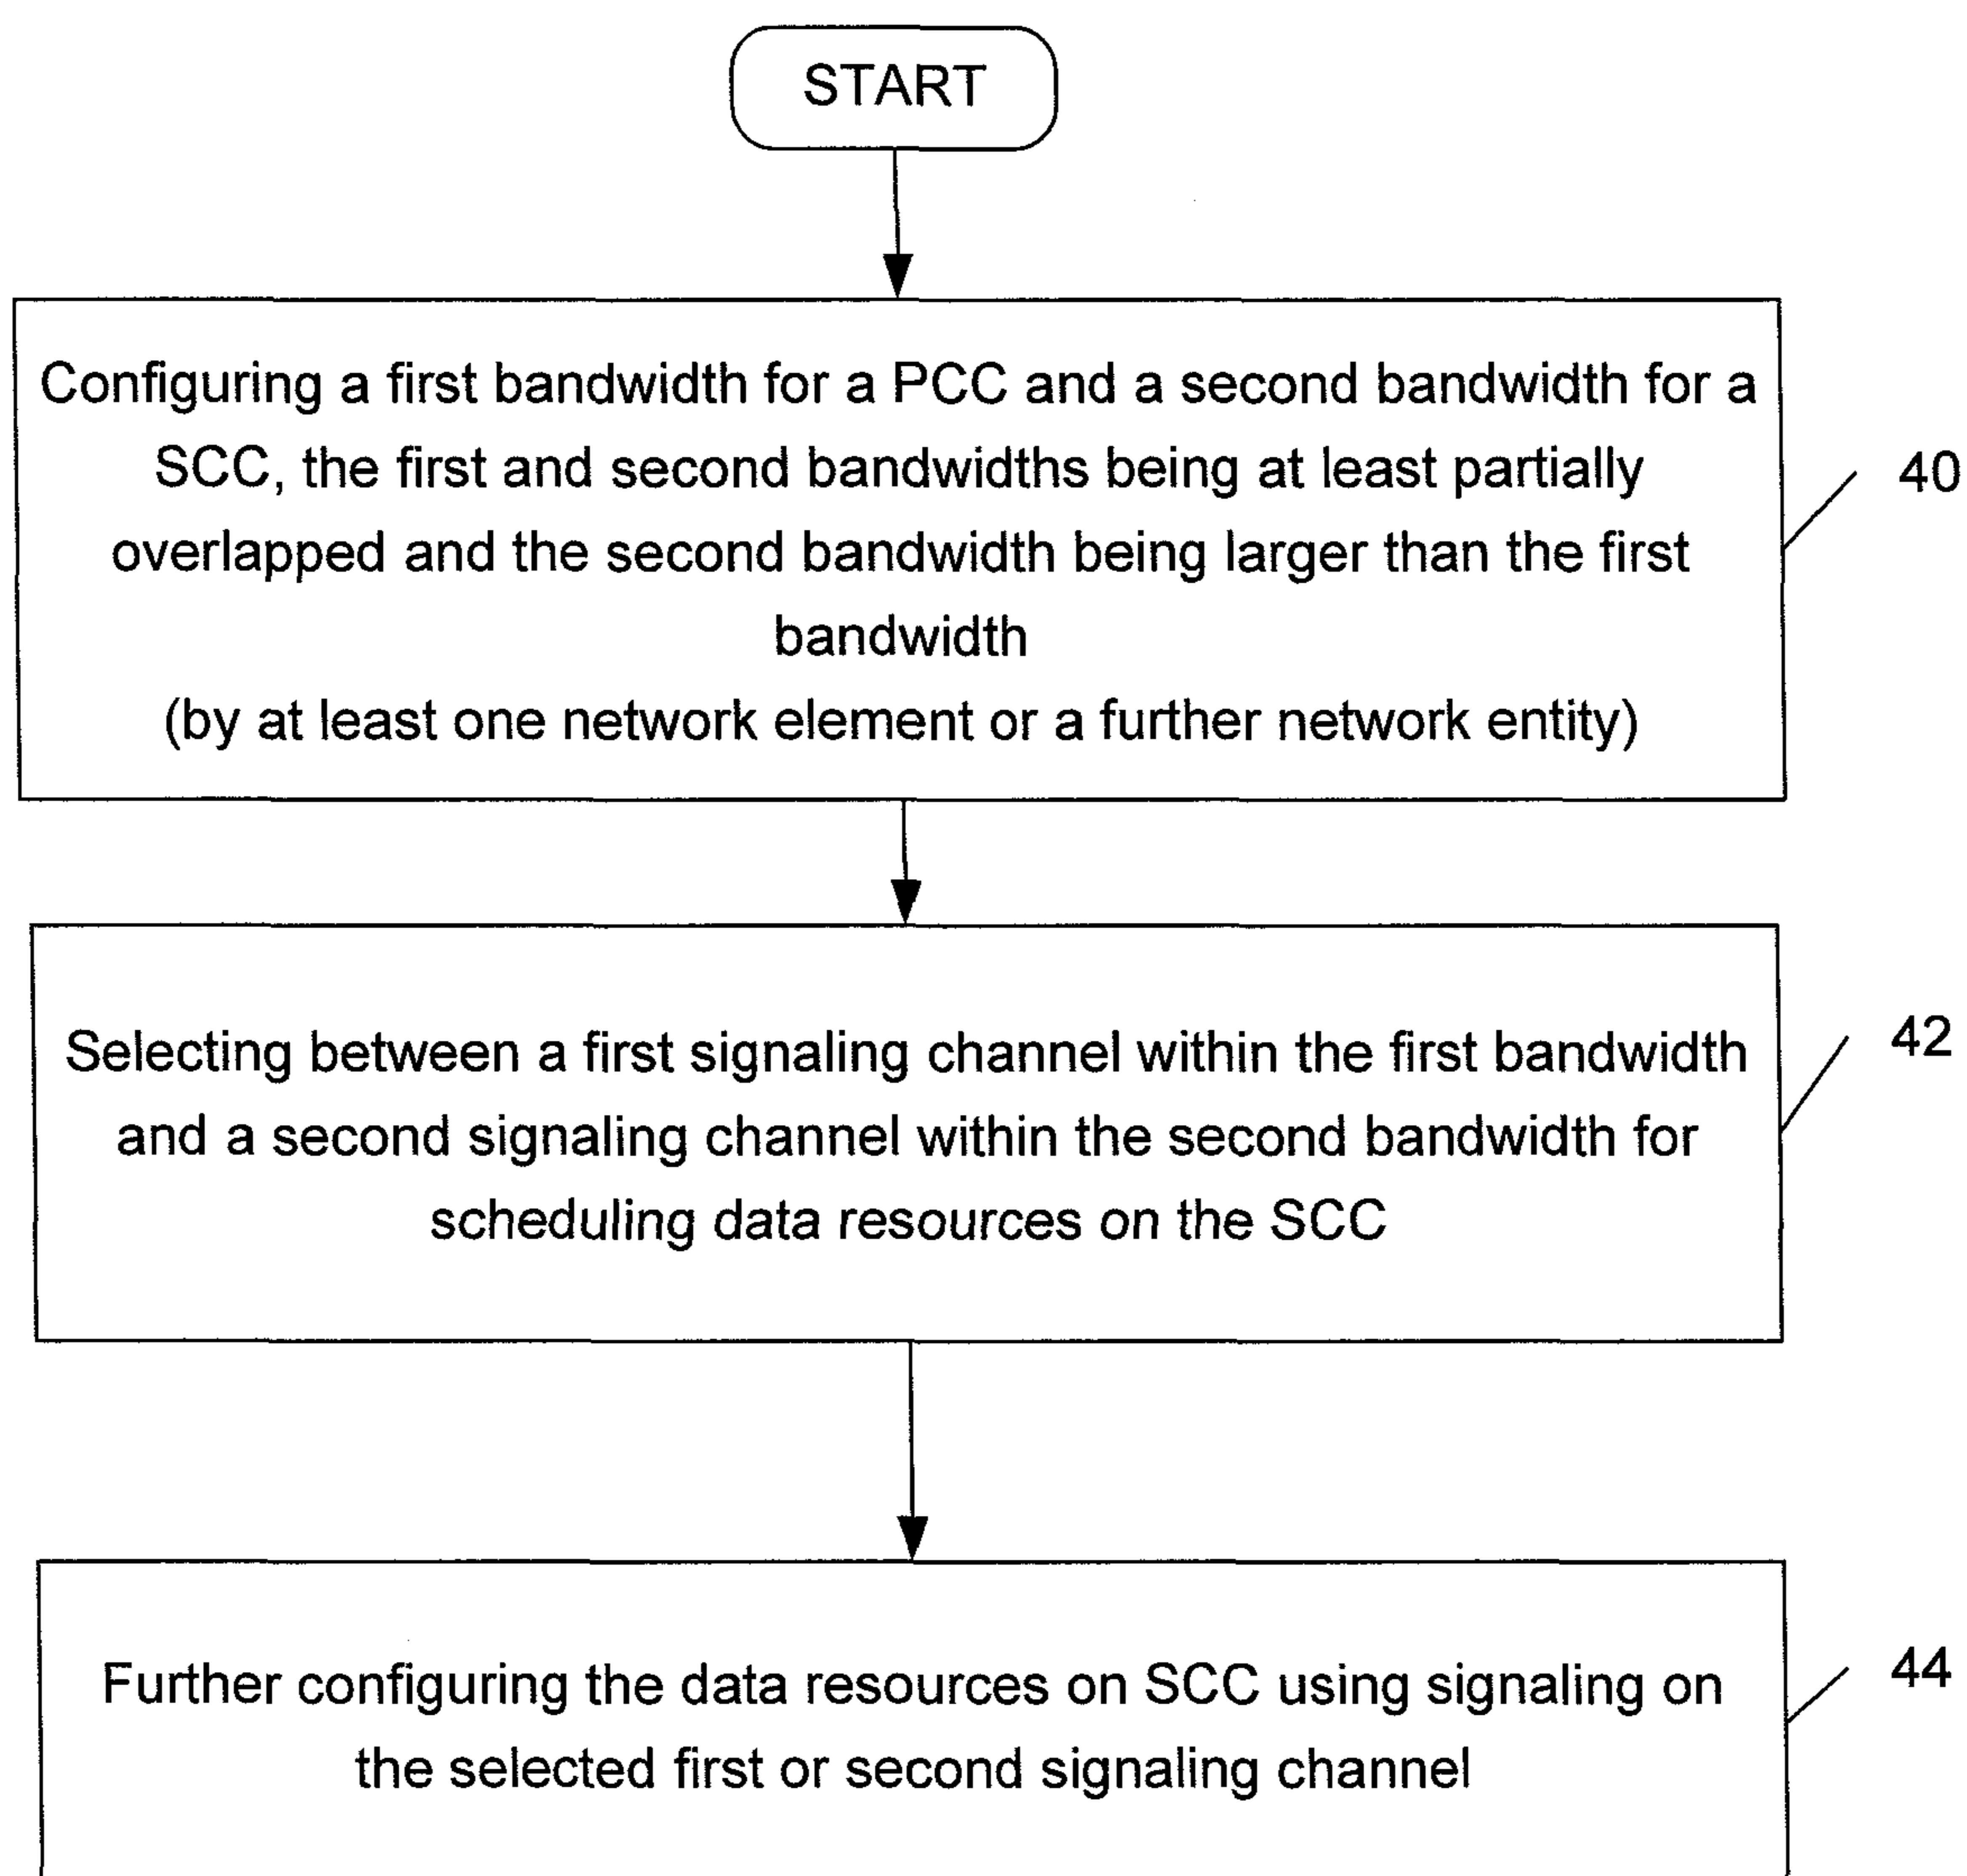 START
Configuring a first bandwidth for a PCC and a second bandwidth for a
SCC, the first and second bandwidths being at least partially
overlapped and the second bandwidth being larger than the first
bandwidth
(by at least one network element or a further network entity)
40
Selecting between a first signaling channel within the first bandwidth
and a second signaling channel within the second bandwidth for
scheduling data resources on the SCC
42
Further configuring the data resources on SCC using signaling on
the selected first or second signaling channel
44